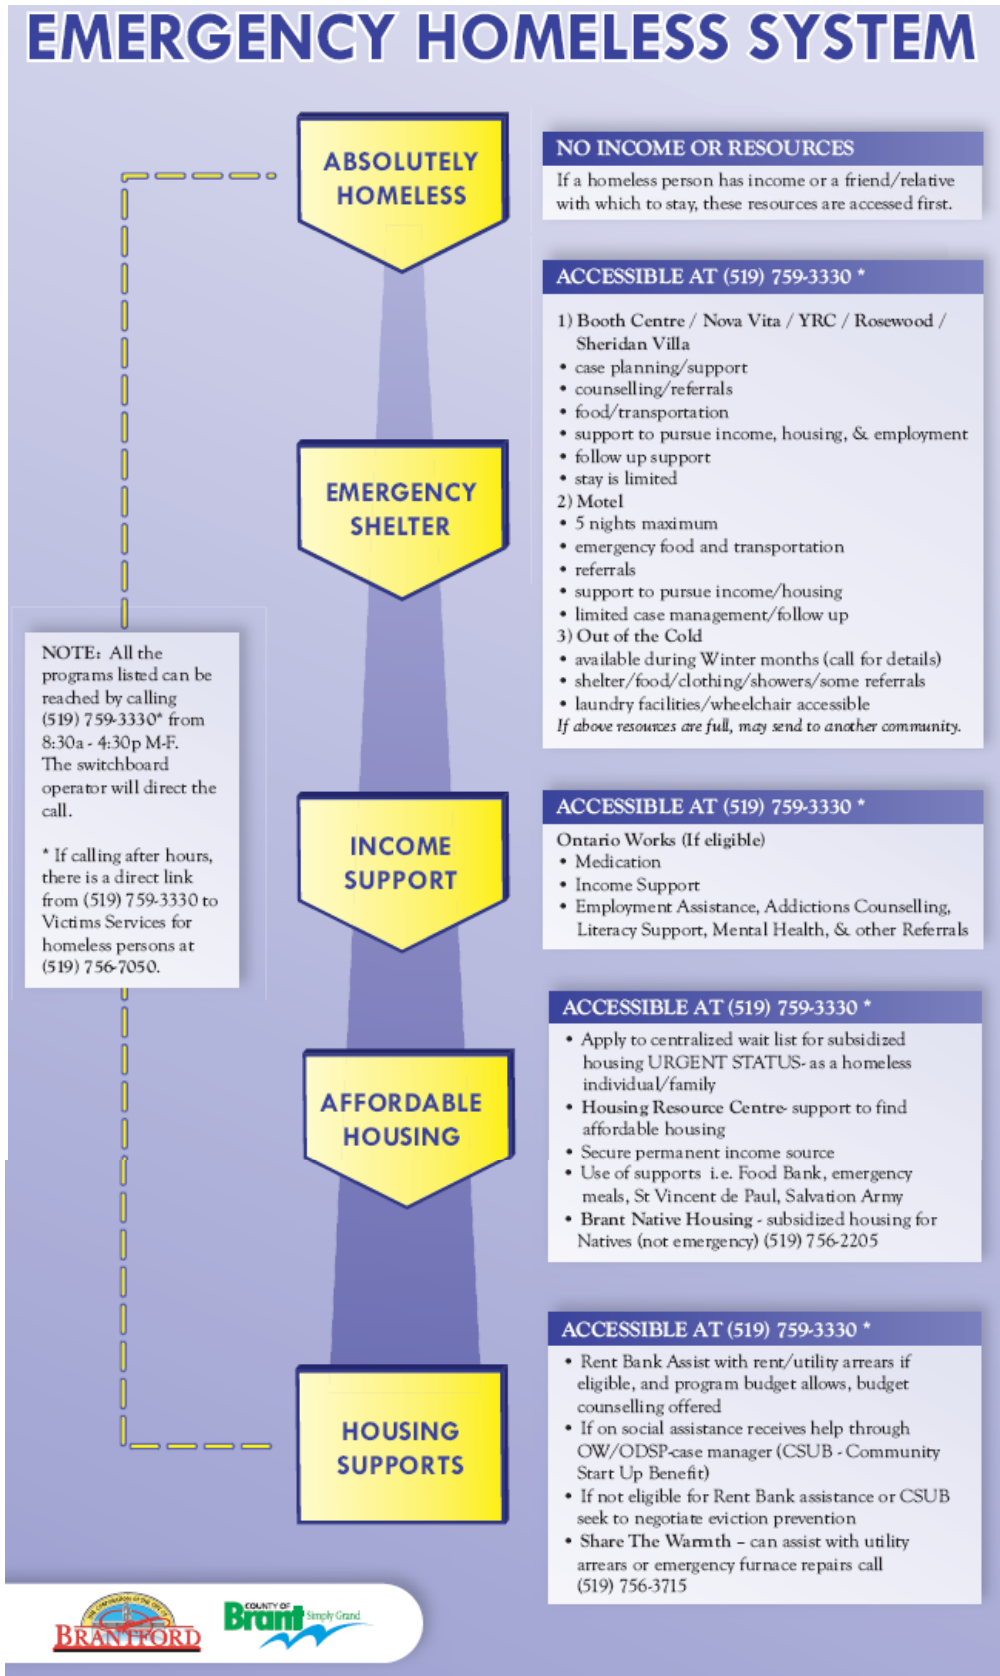 EMERGENCY HOMELESS SYSTEM
ABSOLUTELY
HOMELESS
NO INCOME OR RESOURCES
If a homeless person has income or a friend/relative
with which to stay, these resources are accessed first.
ACCESSIBLE AT (519) 759-3330 *
1) Booth Centre / Nova Vita / YRC / Rosewood /
Sheridan Villa
• case planning/support
• counselling/referrals
• food/transportation
• support to pursue income, housing, & employment
• follow up support
• stay is limited
2) Motel
• 5 nights maximum
• emergency food and transportation
• referrals
• support to pursue income/housing
• limited case management/follow up
3) Out of the Cold
• available during Winter months (call for details)
• shelter/food/clothing/showers/some referrals
• laundry facilities/wheelchair accessible
If above resources are full, may send to another community.
EMERGENCY
SHELTER
NOTE: All the
programs listed can be
reached by calling
(519) 759-3330* from
8:30a - 4:30p M-F.
The switchboard
operator will direct the
call.
* If calling after hours,
there is a direct link
from (519) 759-3330 to
Victims Services for
homeless persons at
(519) 756-7050.
INCOME
SUPPORT
ACCESSIBLE AT (519) 759-3330 *
Ontario Works (If eligible)
• Medication
• Income Support
• Employment Assistance, Addictions Counselling,
Literacy Support, Mental Health, & other Referrals
AFFORDABLE
HOUSING
ACCESSIBLE AT (519) 759-3330 *
• Apply to centralized wait list for subsidized
housing URGENT STATUS- as a homeless
individual/family
• Housing Resource Centre- support to find
affordable housing
• Secure permanent income source
• Use of supports i.e. Food Bank, emergency
meals, St Vincent de Paul, Salvation Army
• Brant Native Housing - subsidized housing for
Natives (not emergency) (519) 756-2205
HOUSING
SUPPORTS
ACCESSIBLE AT (519) 759-3330 *
• Rent Bank Assist with rent/utility arrears if
eligible, and program budget allows, budget
counselling offered
• If on social assistance receives help through
OW/ODSP-case manager (CSUB - Community
Start Up Benefit)
• If not eligible for Rent Bank assistance or CSUB
seek to negotiate eviction prevention
• Share The Warmth – can assist with utility
arrears or emergency furnace repairs call
(519) 756-3715
THE CORPORATION OF THE CITY OF
BRANTFORD
COUNTY OF
Brant Simply Grand